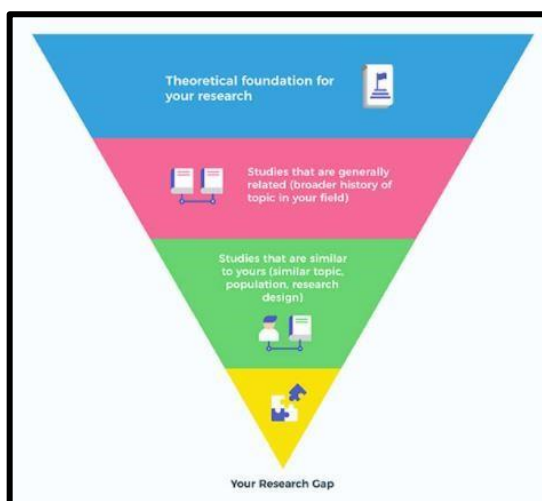 Theoretical foundation for
your research
Studies that are generally
related (broader history of
topic in your field)
Studies that are similar
to yours (similar topic,
population, research
design)
Your Research Gap